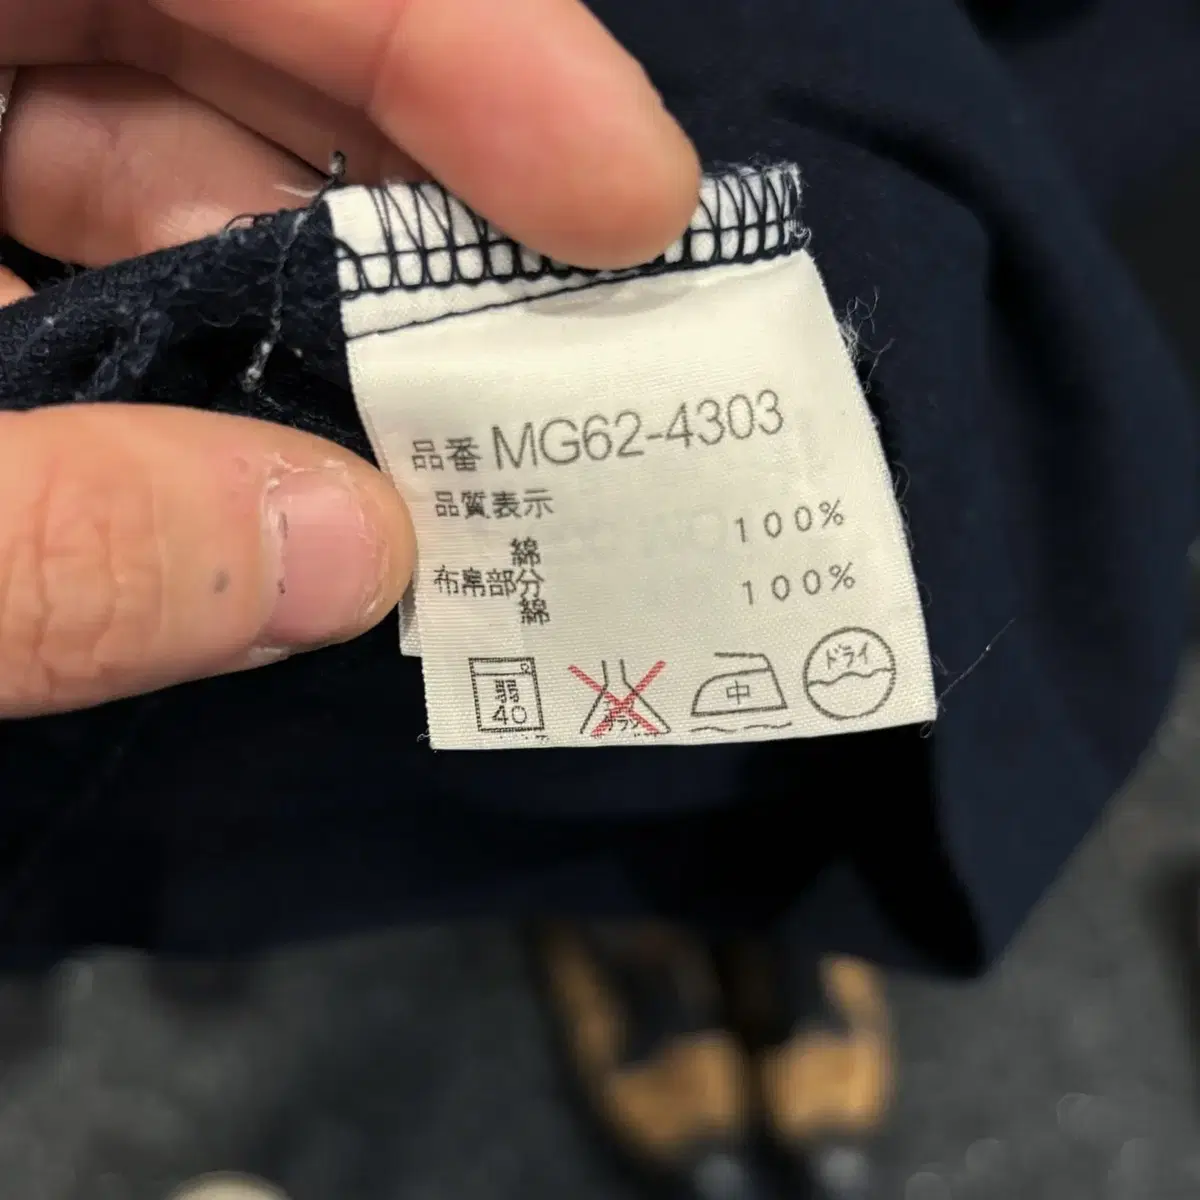 品番 MG62-4303
品質表示
綿 100%
布帛部分
綿 100%
40 中 ドライ